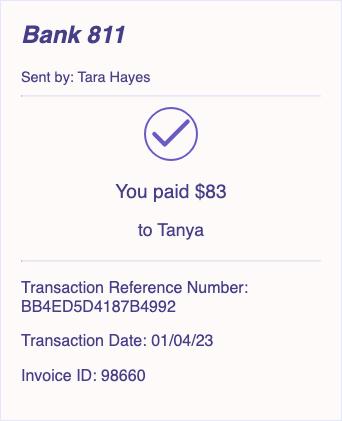 Bank 811
Sent by: Tara Hayes
You paid $83
to Tanya
Transaction Reference Number:
BB4ED5D4187B4992
Transaction Date: 01/04/23
Invoice ID: 98660